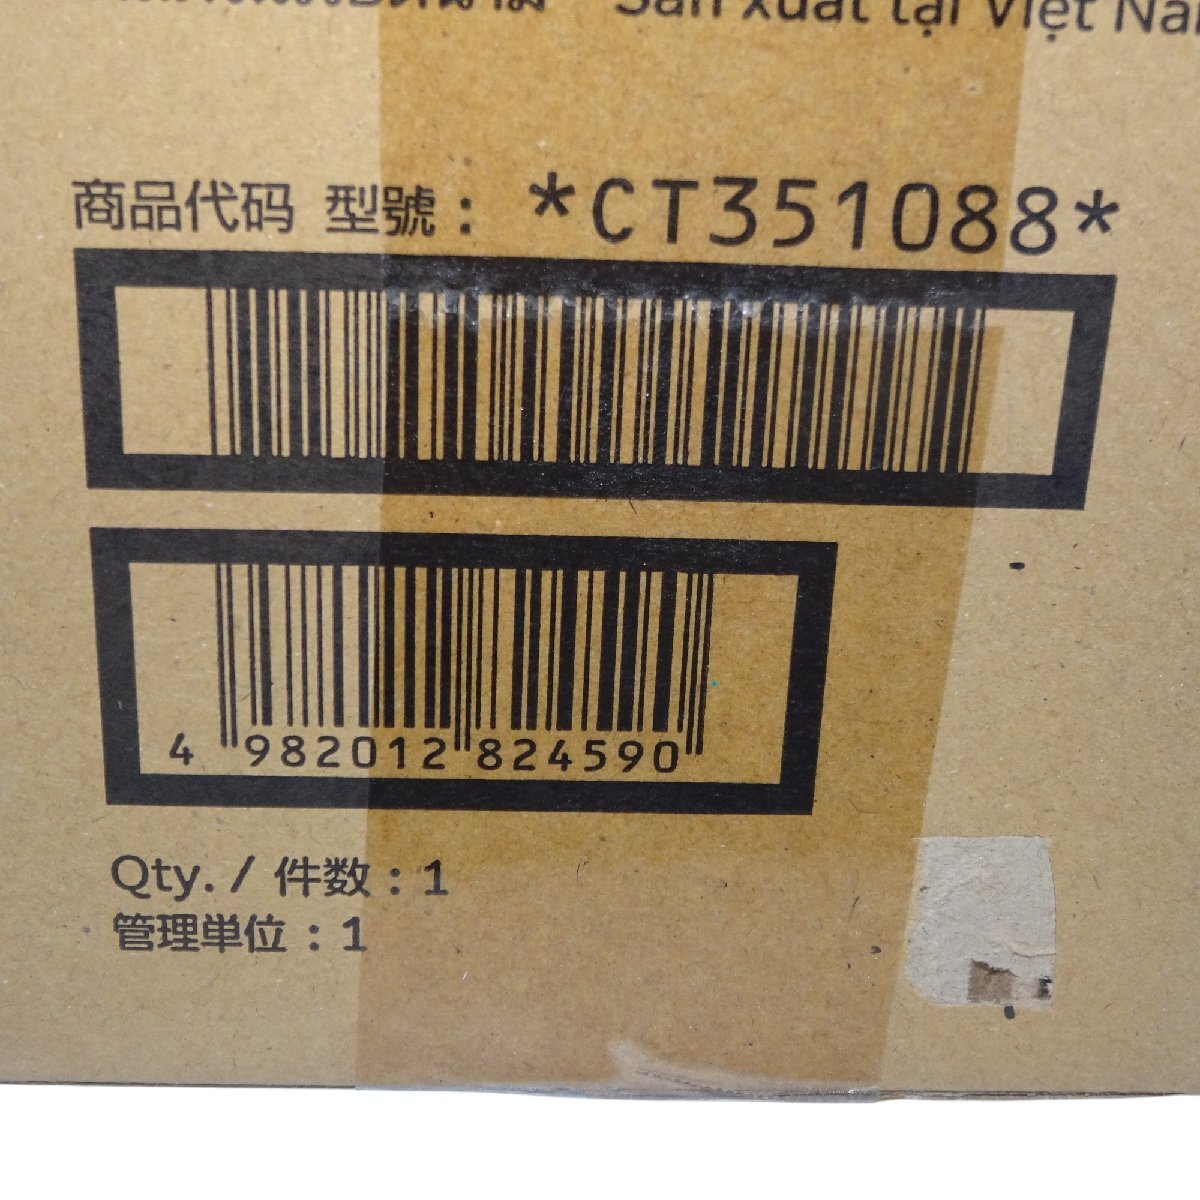 Sản xuất tại Việt Na
商品代码 型號： *CT351088*
4 982012 824590
Qty. / 件数 : 1
管理単位 : 1